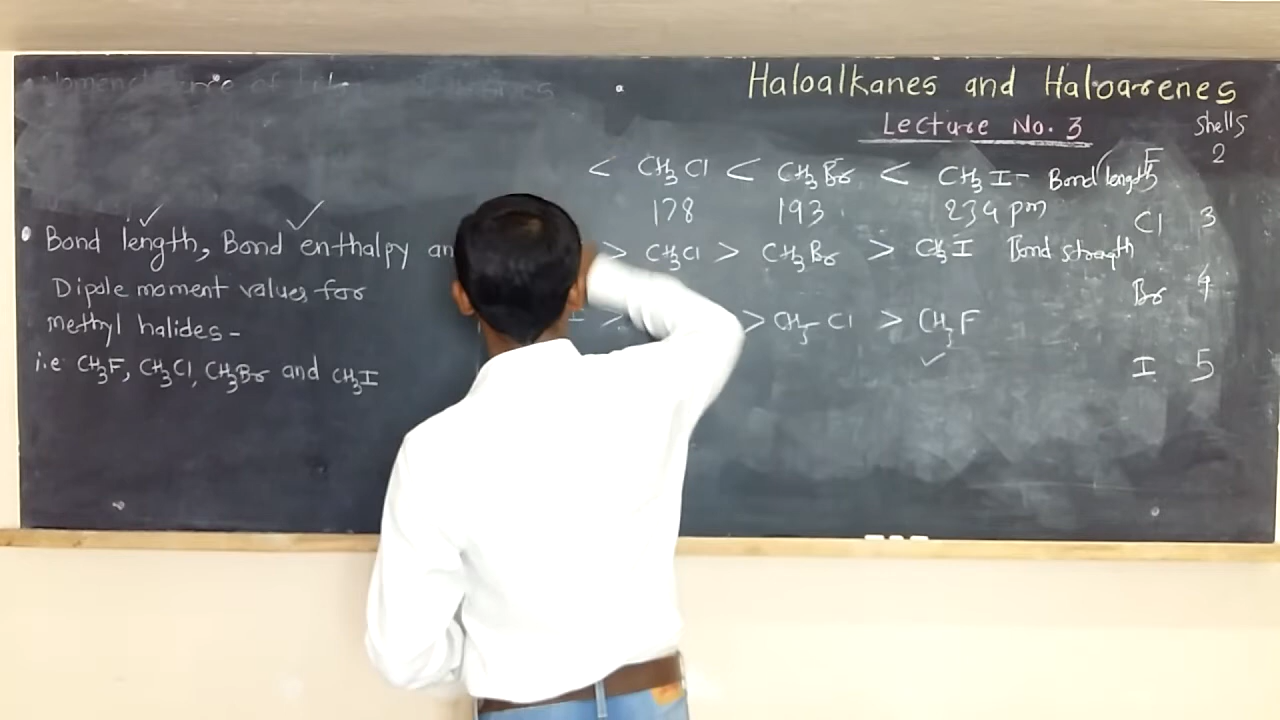 Haloalkanes and Haloarenes
Lecture No. 3
Shells
F 2
Cl 3
Br 4
I 5
< CH3Cl < CH3Br < CH3I - Bond length
178 193 234 pm
> CH3Cl > CH3Br > CH3I Bond strength
I > > CH3-Cl > CH3F
• Bond length, Bond enthalpy an
Dipole moment values for
methyl halides -
i.e CH3F, CH3Cl, CH3Br and CH3I